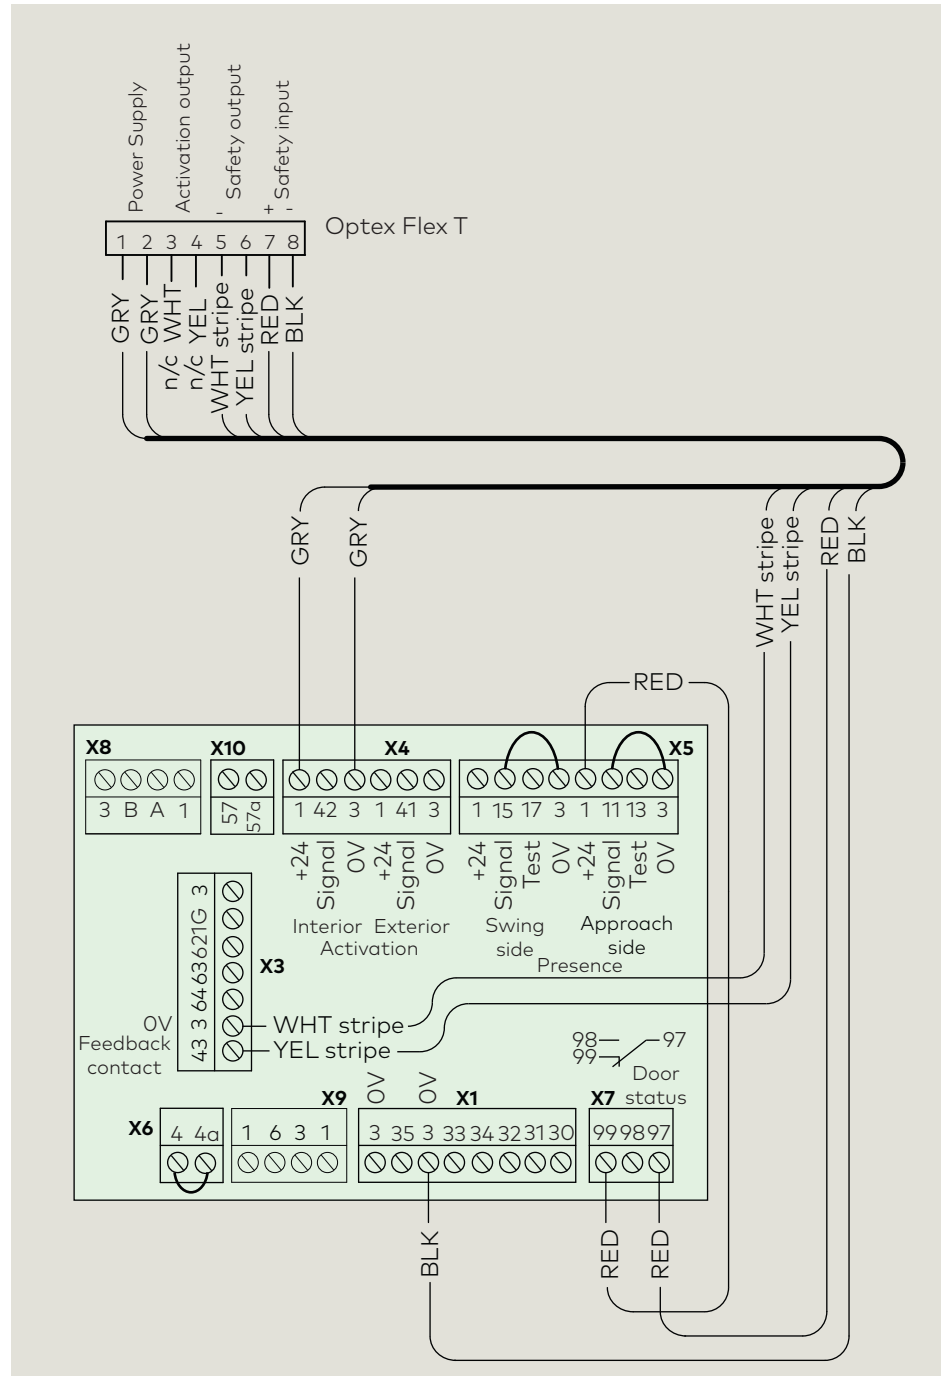 Power Supply
Activation output
Safety output
Safety input
- + -
Optex Flex T
1 2 3 4 5 6 7 8
GRY
GRY
n/c WHT
n/c YEL
WHT stripe
YEL stripe
RED
BLK
GRY
GRY
WHT stripe
YEL stripe
RED
BLK
RED
X8
X10
X4
X5
3 B A 1
57 57a
1 42 3 1 41 3
1 15 17 3 1 11 13 3
+24 Signal 0V +24 Signal 0V
+24 Signal Test 0V +24 Signal Test 0V
Interior Exterior
Activation
Swing
side
Approach
side
Presence
X3
3
G
621
63
64
3
43
0V
Feedback
contact
WHT stripe
YEL stripe
98
99
97
Door
status
X6
4 4a
X9
1 6 3 1
0V
0V
X1
3 35 3 33 34 32 31 30
X7
99 98 97
BLK
RED
RED